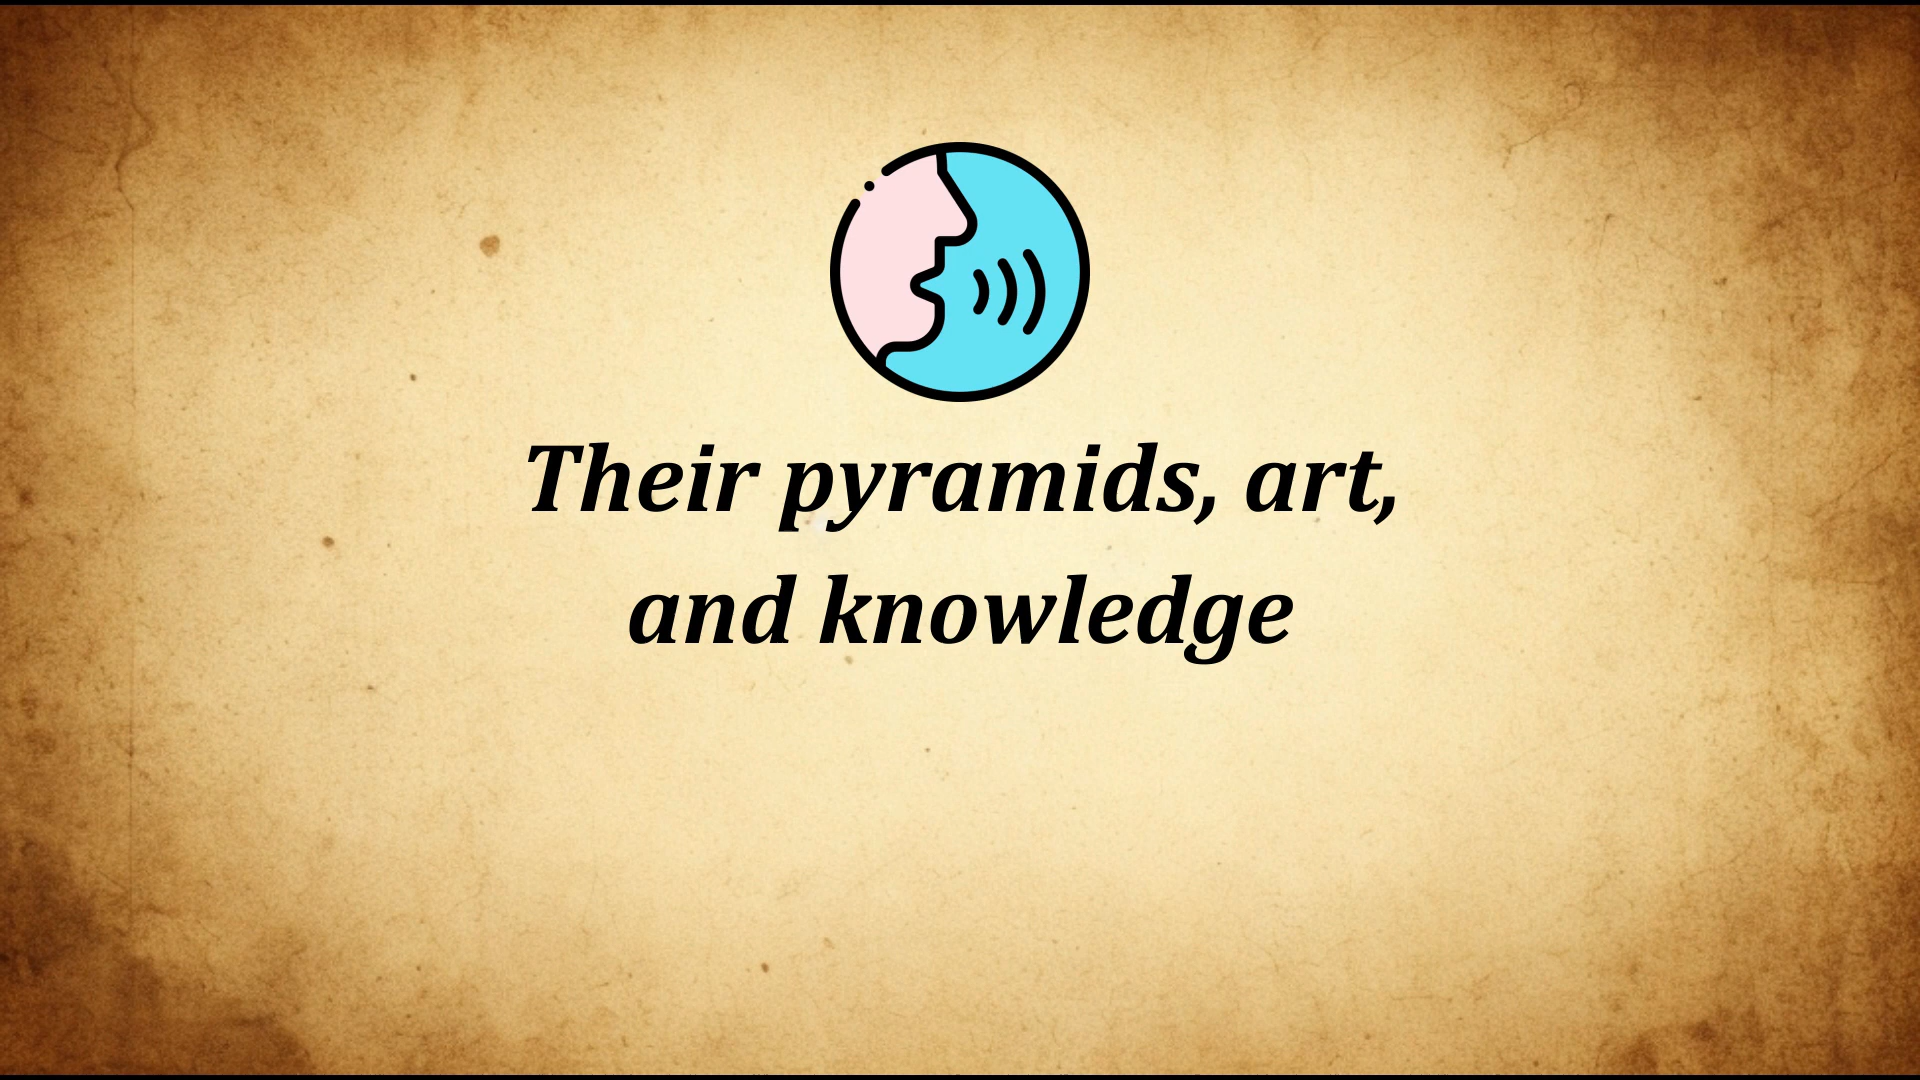 Their pyramids, art,
and knowledge